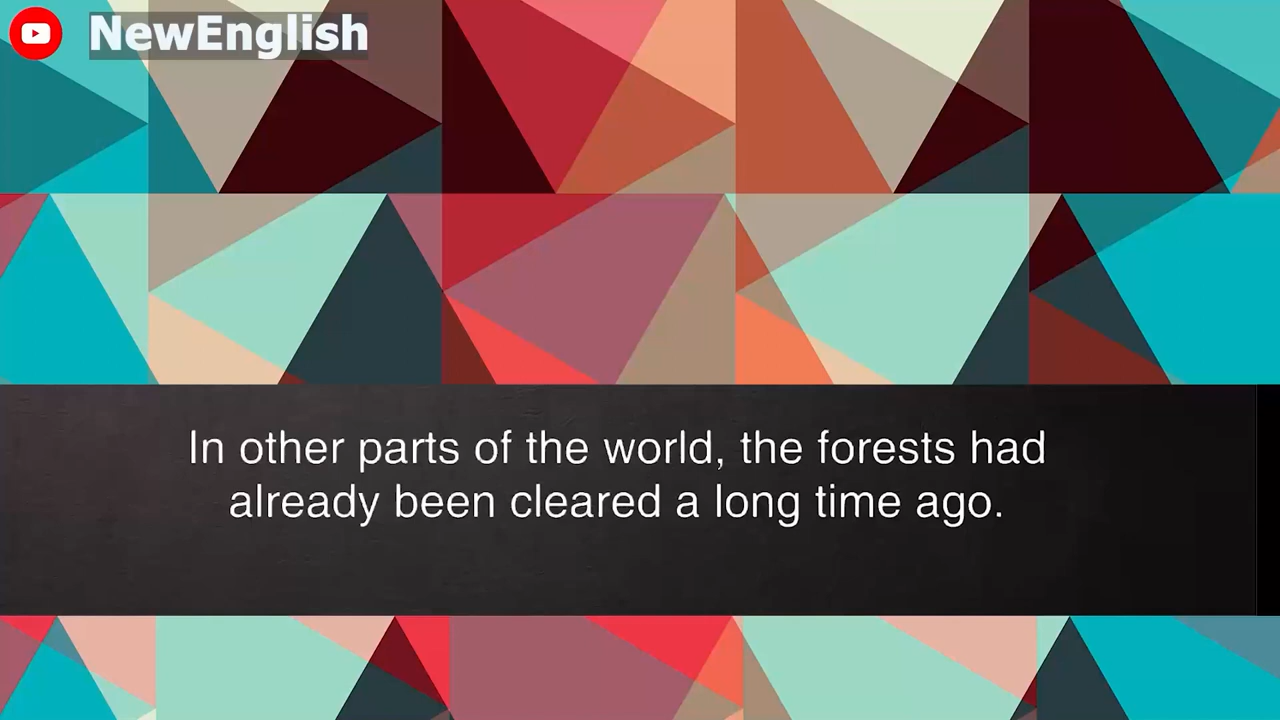 NewEnglish
In other parts of the world, the forests had
already been cleared a long time ago.